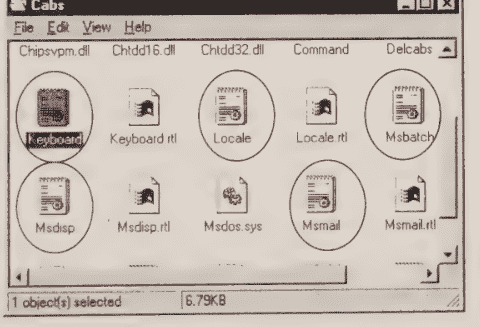 Cabs
File Edit View Help
Chipsvpm.dll Chtdd16.dll Chtdd32.dll Command Delcabs
Keyboard Keyboard.rtl Locale Locale.rtl Msbatch
Msdisp Msdisp.rtl Msdos.sys Msmail Msmail.rtl
1 object(s) selected 6.79KB